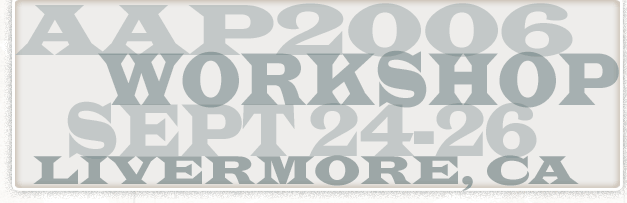 AAP2006
WORKSHOP
SEPT 24-26
LIVERMORE, CA